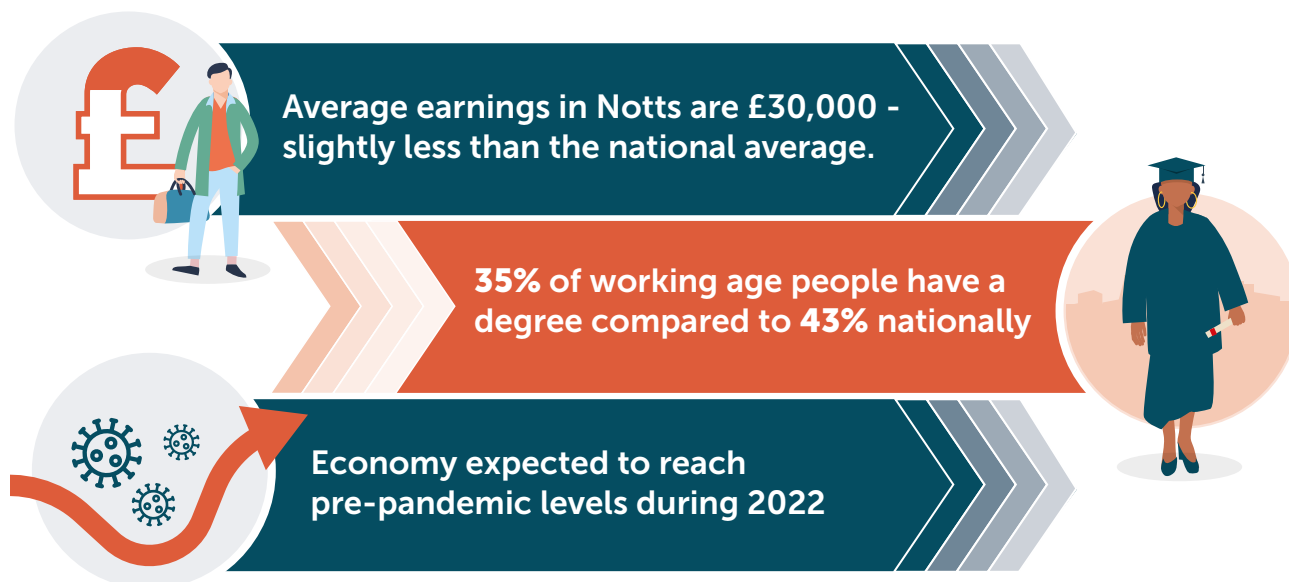 Average earnings in Notts are £30,000 -
slightly less than the national average.
35% of working age people have a
degree compared to 43% nationally
Economy expected to reach
pre-pandemic levels during 2022